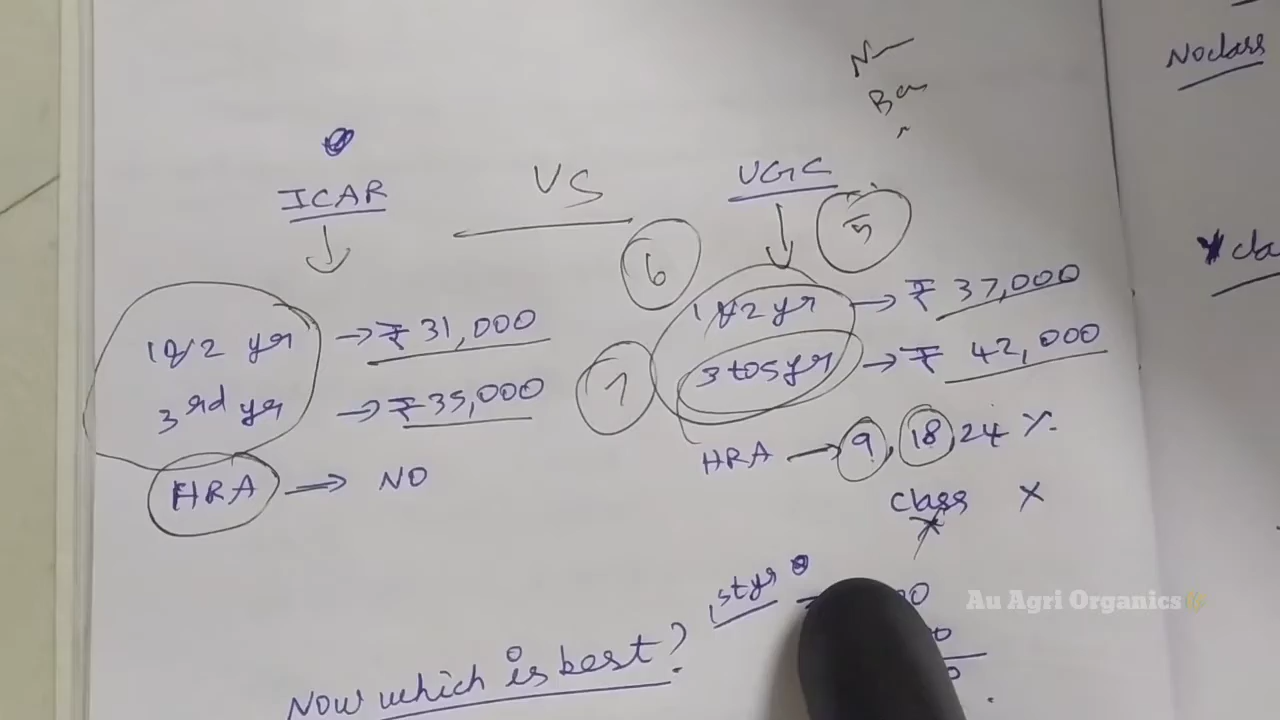 Noclass
ICAR
VS
UGC
5
6
1 & 2 yr → ₹ 31,000
3rd yr → ₹ 35,000
HRA → NO
1 & 2 yr → ₹ 37,000
3 to 5 yr → ₹ 42,000
HRA → 9, 18, 24 %
class X
1st yr
Now which is best?
Au Agri Organics